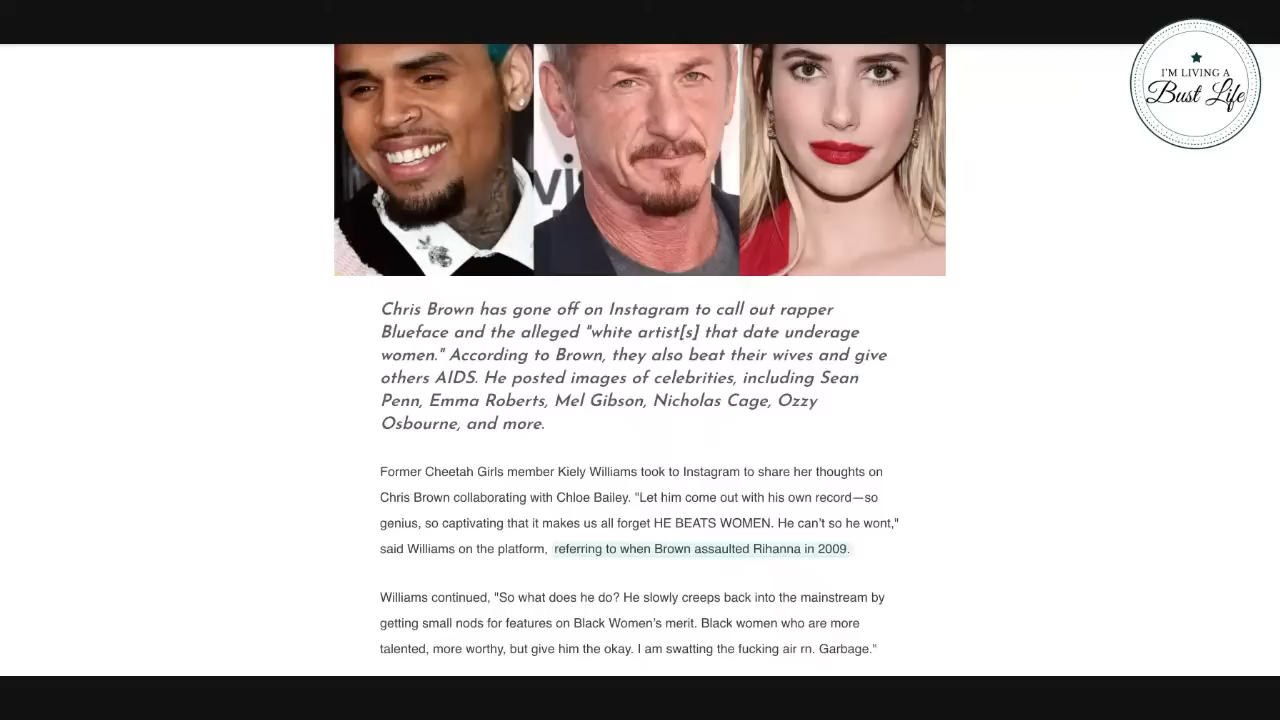 I'M LIVING A
Bust Life
vi
Chris Brown has gone off on Instagram to call out rapper
Blueface and the alleged "white artist[s] that date underage
women." According to Brown, they also beat their wives and give
others AIDS. He posted images of celebrities, including Sean
Penn, Emma Roberts, Mel Gibson, Nicholas Cage, Ozzy
Osbourne, and more.
Former Cheetah Girls member Kiely Williams took to Instagram to share her thoughts on
Chris Brown collaborating with Chloe Bailey. "Let him come out with his own record—so
genius, so captivating that it makes us all forget HE BEATS WOMEN. He can't so he wont,"
said Williams on the platform, referring to when Brown assaulted Rihanna in 2009.
Williams continued, "So what does he do? He slowly creeps back into the mainstream by
getting small nods for features on Black Women's merit. Black women who are more
talented, more worthy, but give him the okay. I am swatting the fucking air rn. Garbage."